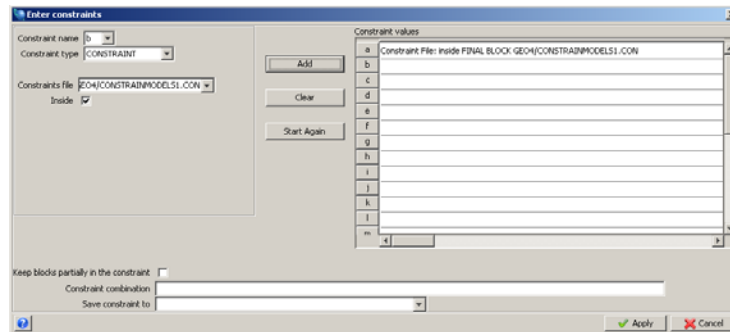 Enter constraints
Constraint name b
Constraint type CONSTRAINT
Constraints file EO4/CONSTRAINMODELS1.CON
Inside
Add
Clear
Start Again
Constraint values
a Constraint File: inside FINAL BLOCK GEO4/CONSTRAINMODELS1.CON
b
c
d
e
f
g
h
i
j
k
l
m
Keep blocks partially in the constraint
Constraint combination
Save constraint to
Apply
Cancel